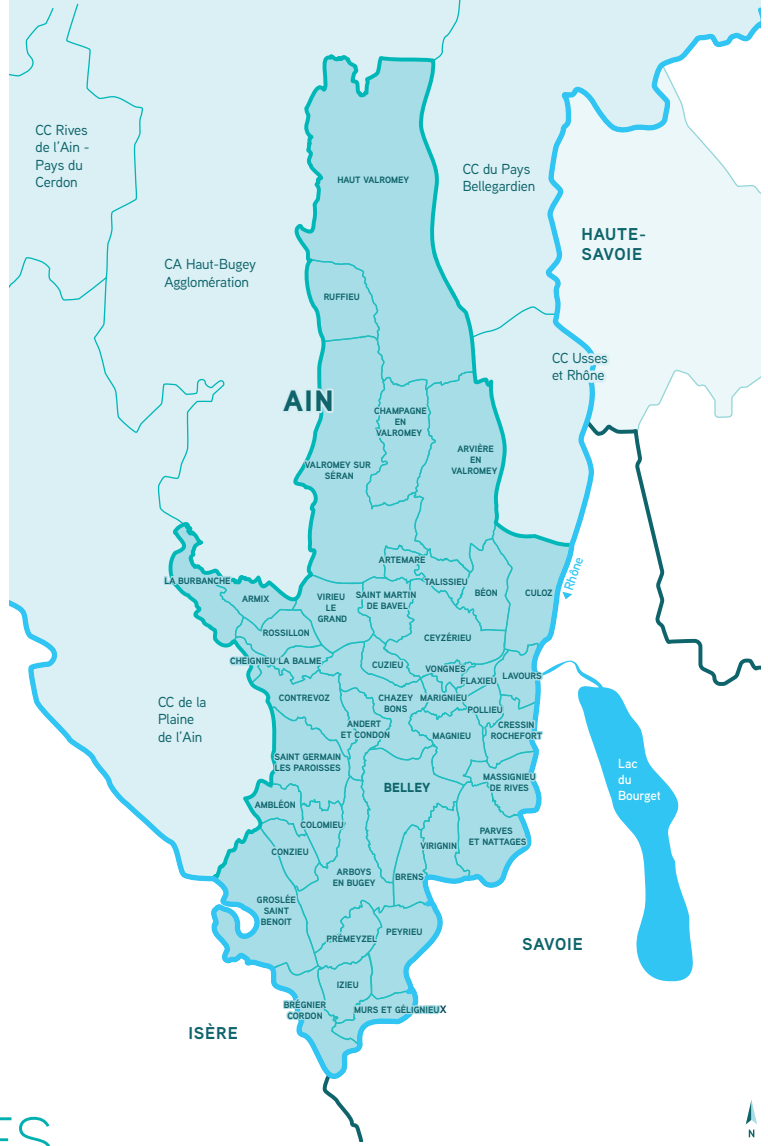 CC Rives
de l'Ain -
Pays du
Cerdon
HAUT VALROMEY
CC du Pays
Bellegardien
HAUTE-
SAVOIE
CA Haut-Bugey
Agglomération
RUFFIEU
CC Usses
et Rhône
AIN
CHAMPAGNE
EN
VALROMEY
ARVIÈRE
EN
VALROMEY
VALROMEY SUR
SÉRAN
ARTEMARE
LA BURBANCHE
TALISSIEU
BÉON
CULOZ
Rhône
ARMIX
VIRIEU
LE
GRAND
SAINT MARTIN
DE BAVEL
ROSSILLON
CEYZÉRIEU
CHEIGNIEU LA BALME
CUZIEU
VONGNES
FLAXIEU
LAVOURS
CONTREVOZ
CHAZEY
BONS
MARIGNIEU
POLLIEU
CC de la
Plaine
de l'Ain
ANDERT
ET CONDON
MAGNIEU
CRESSIN
ROCHEFORT
SAINT GERMAIN
LES PAROISSES
BELLEY
MASSIGNIEU
DE RIVES
Lac
du
Bourget
AMBLÉON
COLOMIEU
CONZIEU
VIRIGNIN
PARVES
ET NATTAGES
ARBOYS
EN BUGEY
BRENS
GROSLÉE
SAINT
BENOIT
PRÉMEYZEL
PEYRIEU
SAVOIE
IZIEU
BRÉGNIER
CORDON
MURS ET GÉLIGNIEUX
ISÈRE
ES
N